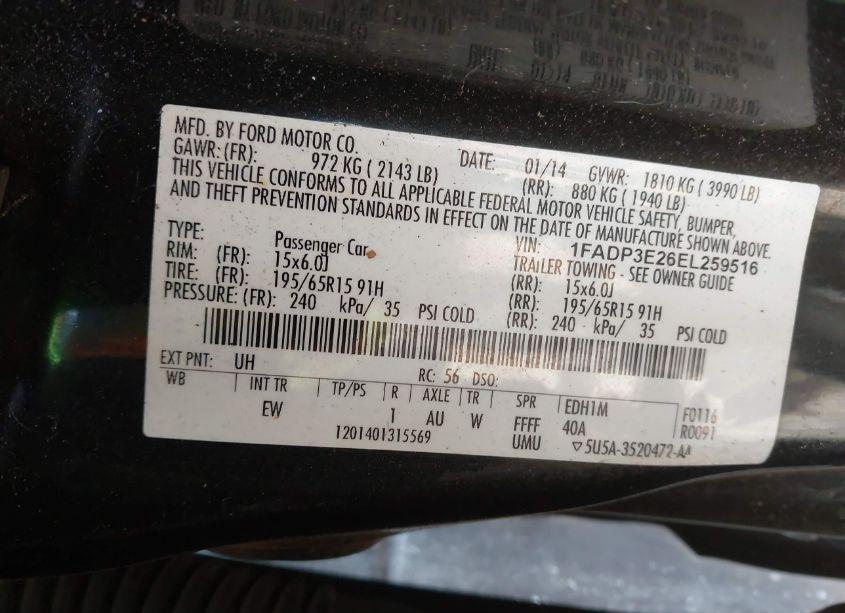 MFD. BY FORD MOTOR CO.
DATE: 01/14 GVWR: 1810 KG ( 3990 LB)
GAWR:(FR): 972 KG ( 2143 LB) (RR): 880 KG ( 1940 LB)
THIS VEHICLE CONFORMS TO ALL APPLICABLE FEDERAL MOTOR VEHICLE SAFETY, BUMPER,
AND THEFT PREVENTION STANDARDS IN EFFECT ON THE DATE OF MANUFACTURE SHOWN ABOVE.
VIN: 1FADP3E26EL259516
TYPE: Passenger Car TRAILER TOWING - SEE OWNER GUIDE
RIM: (FR): 15x6.0J (RR): 15x6.0J
TIRE: (FR): 195/65R15 91H (RR): 195/65R15 91H
PRESSURE: (FR): 240 kPa/ 35 PSI COLD (RR): 240 kPa/ 35 PSI COLD
EXT PNT: UH RC: 56 DSO:
WB INT TR TP/PS R AXLE TR SPR EDH1M F0116
EW 1 AU W FFFF 40A R0091
1201401315569 UMU ▽5U5A-3520472-AA